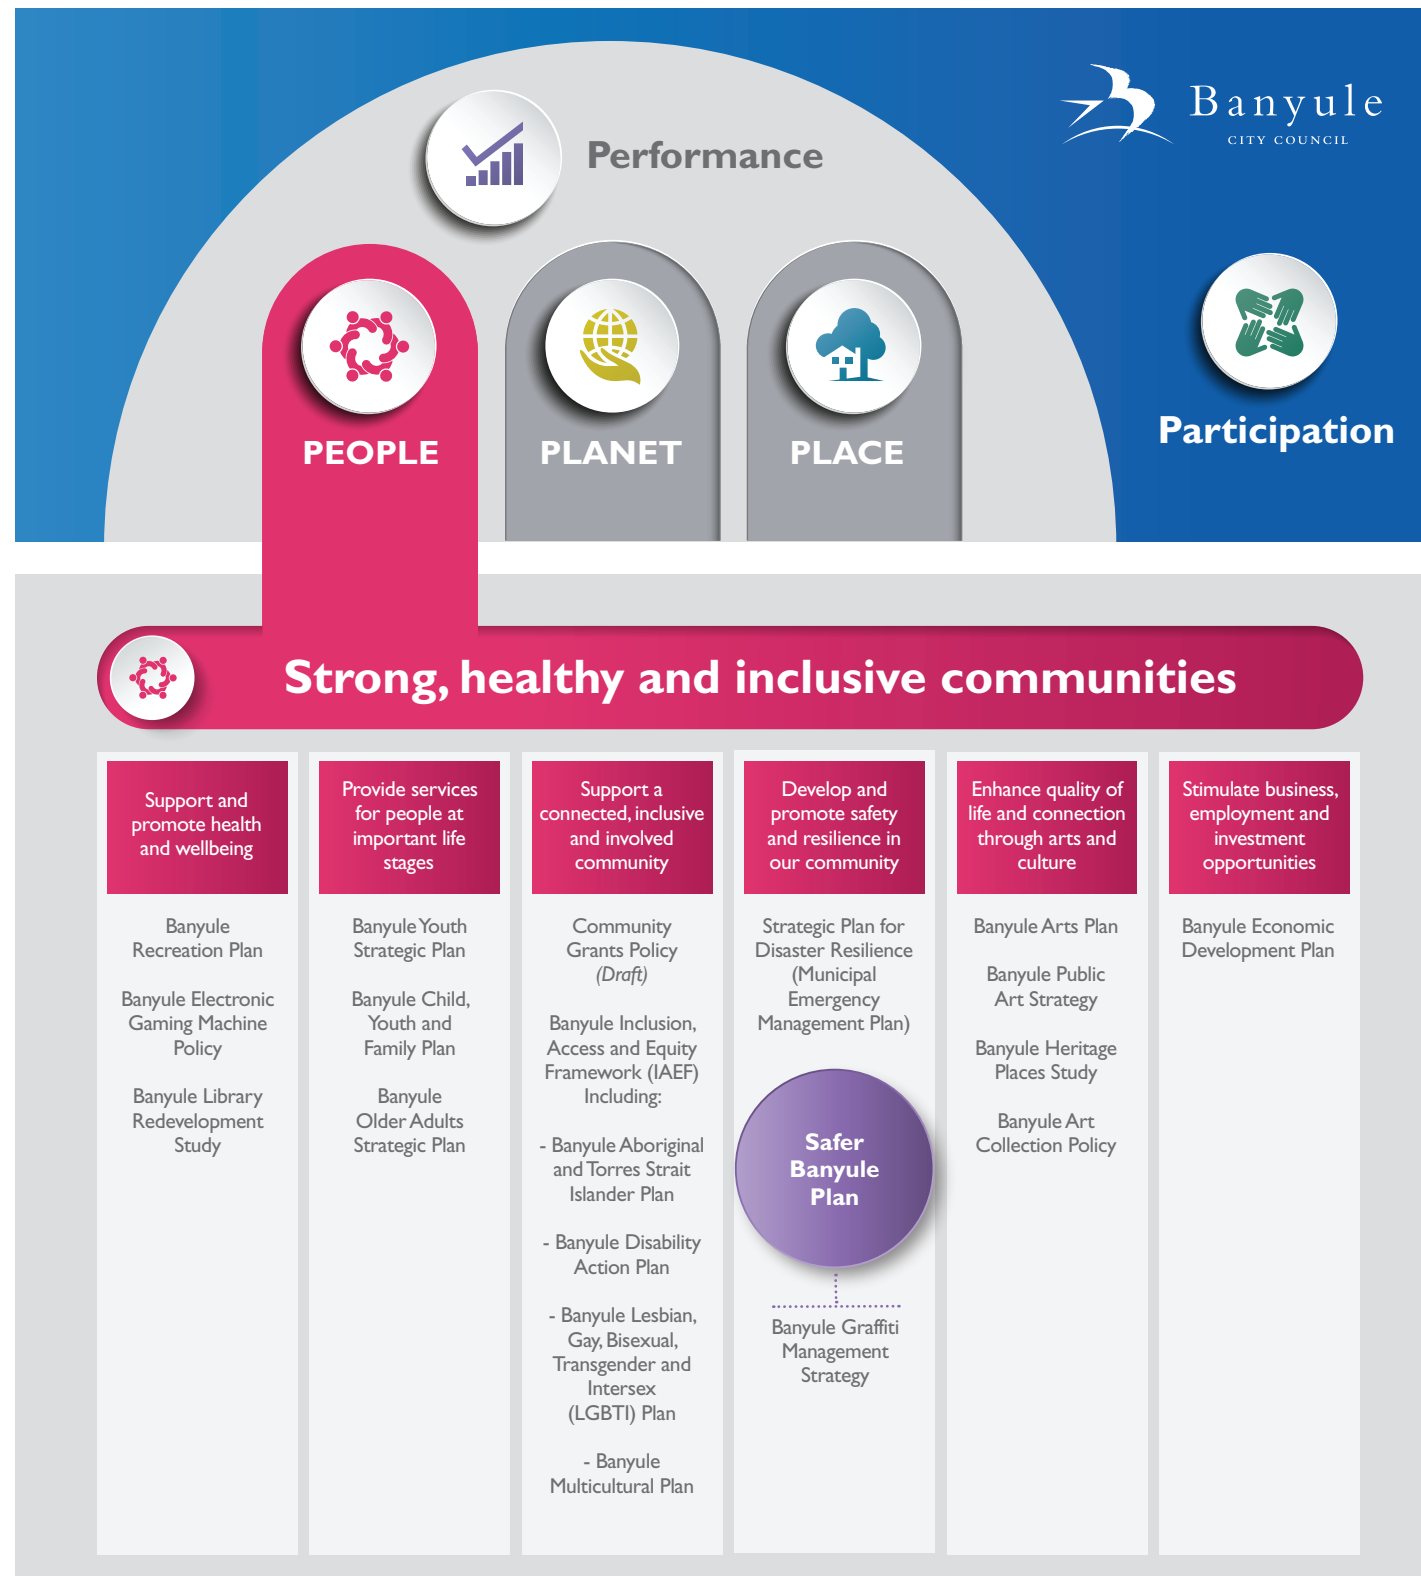 Performance
Banyule
CITY COUNCIL
PEOPLE
PLANET
PLACE
Participation
Strong, healthy and inclusive communities
Support and
promote health
and wellbeing
Banyule
Recreation Plan
Banyule Electronic
Gaming Machine
Policy
Banyule Library
Redevelopment
Study
Provide services
for people at
important life
stages
Banyule Youth
Strategic Plan
Banyule Child,
Youth and
Family Plan
Banyule
Older Adults
Strategic Plan
Support a
connected, inclusive
and involved
community
Community
Grants Policy
(Draft)
Banyule Inclusion,
Access and Equity
Framework (IAEF)
Including:
- Banyule Aboriginal
and Torres Strait
Islander Plan
- Banyule Disability
Action Plan
- Banyule Lesbian,
Gay, Bisexual,
Transgender and
Intersex
(LGBTI) Plan
- Banyule
Multicultural Plan
Develop and
promote safety
and resilience in
our community
Strategic Plan for
Disaster Resilience
(Municipal
Emergency
Management Plan)
Safer
Banyule
Plan
Banyule Graffiti
Management
Strategy
Enhance quality of
life and connection
through arts and
culture
Banyule Arts Plan
Banyule Public
Art Strategy
Banyule Heritage
Places Study
Banyule Art
Collection Policy
Stimulate business,
employment and
investment
opportunities
Banyule Economic
Development Plan